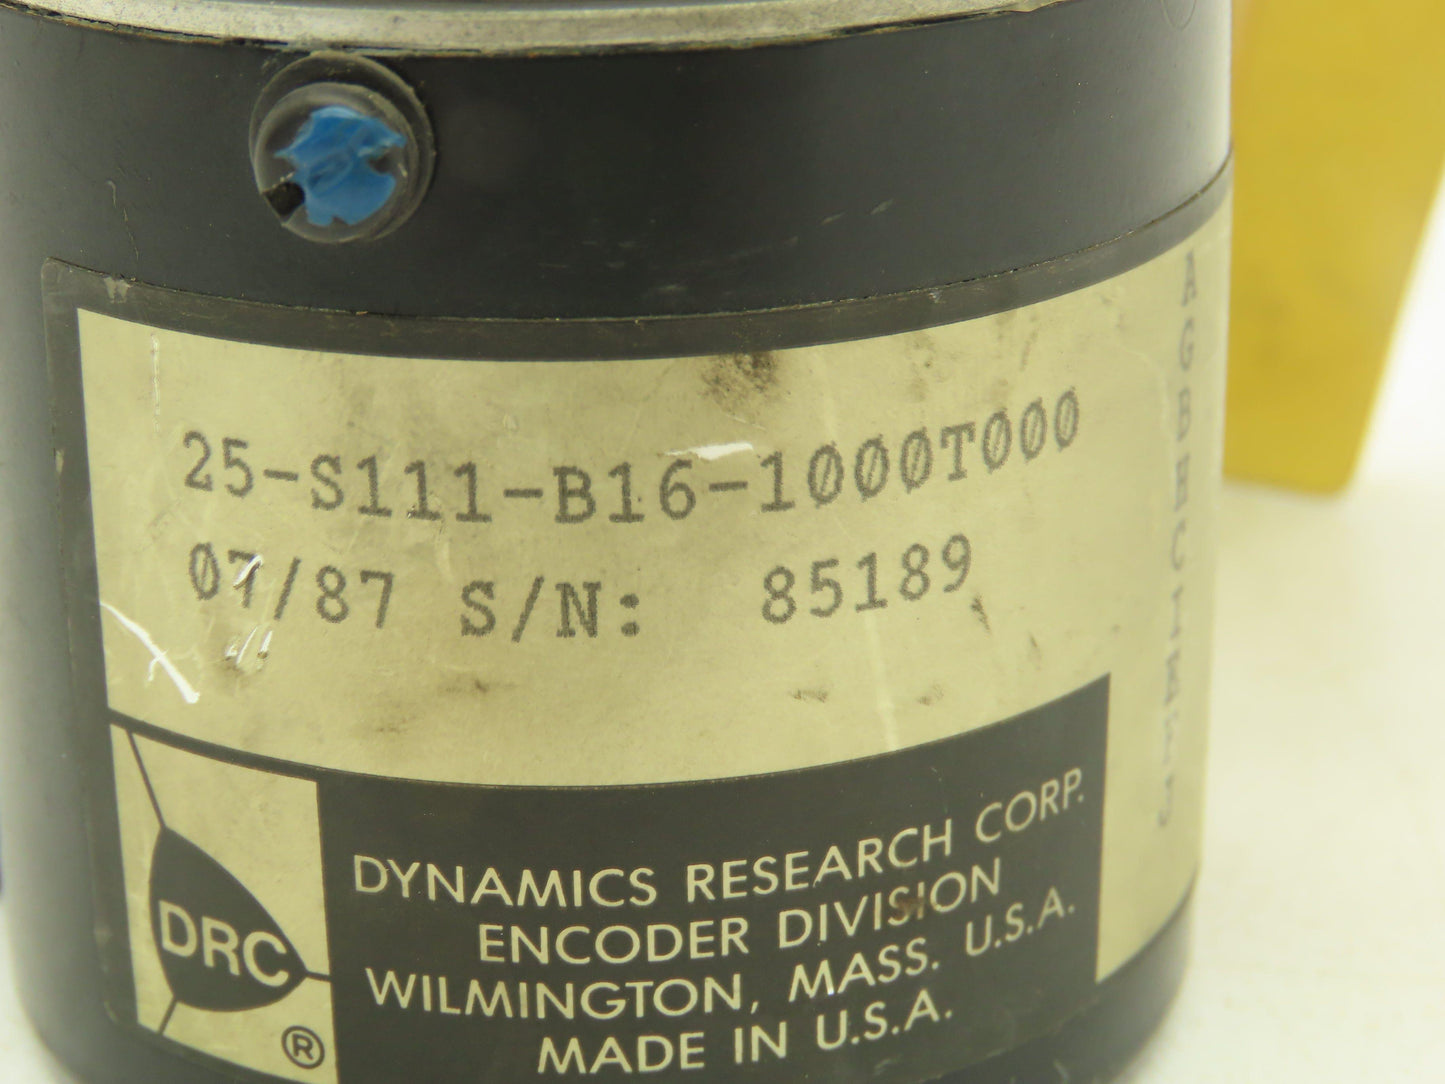 25-S111-B16-1000T000
07/87 S/N: 85189
DRC
®
DYNAMICS RESEARCH CORP.
ENCODER DIVISION
WILMINGTON, MASS. U.S.A.
MADE IN U.S.A.